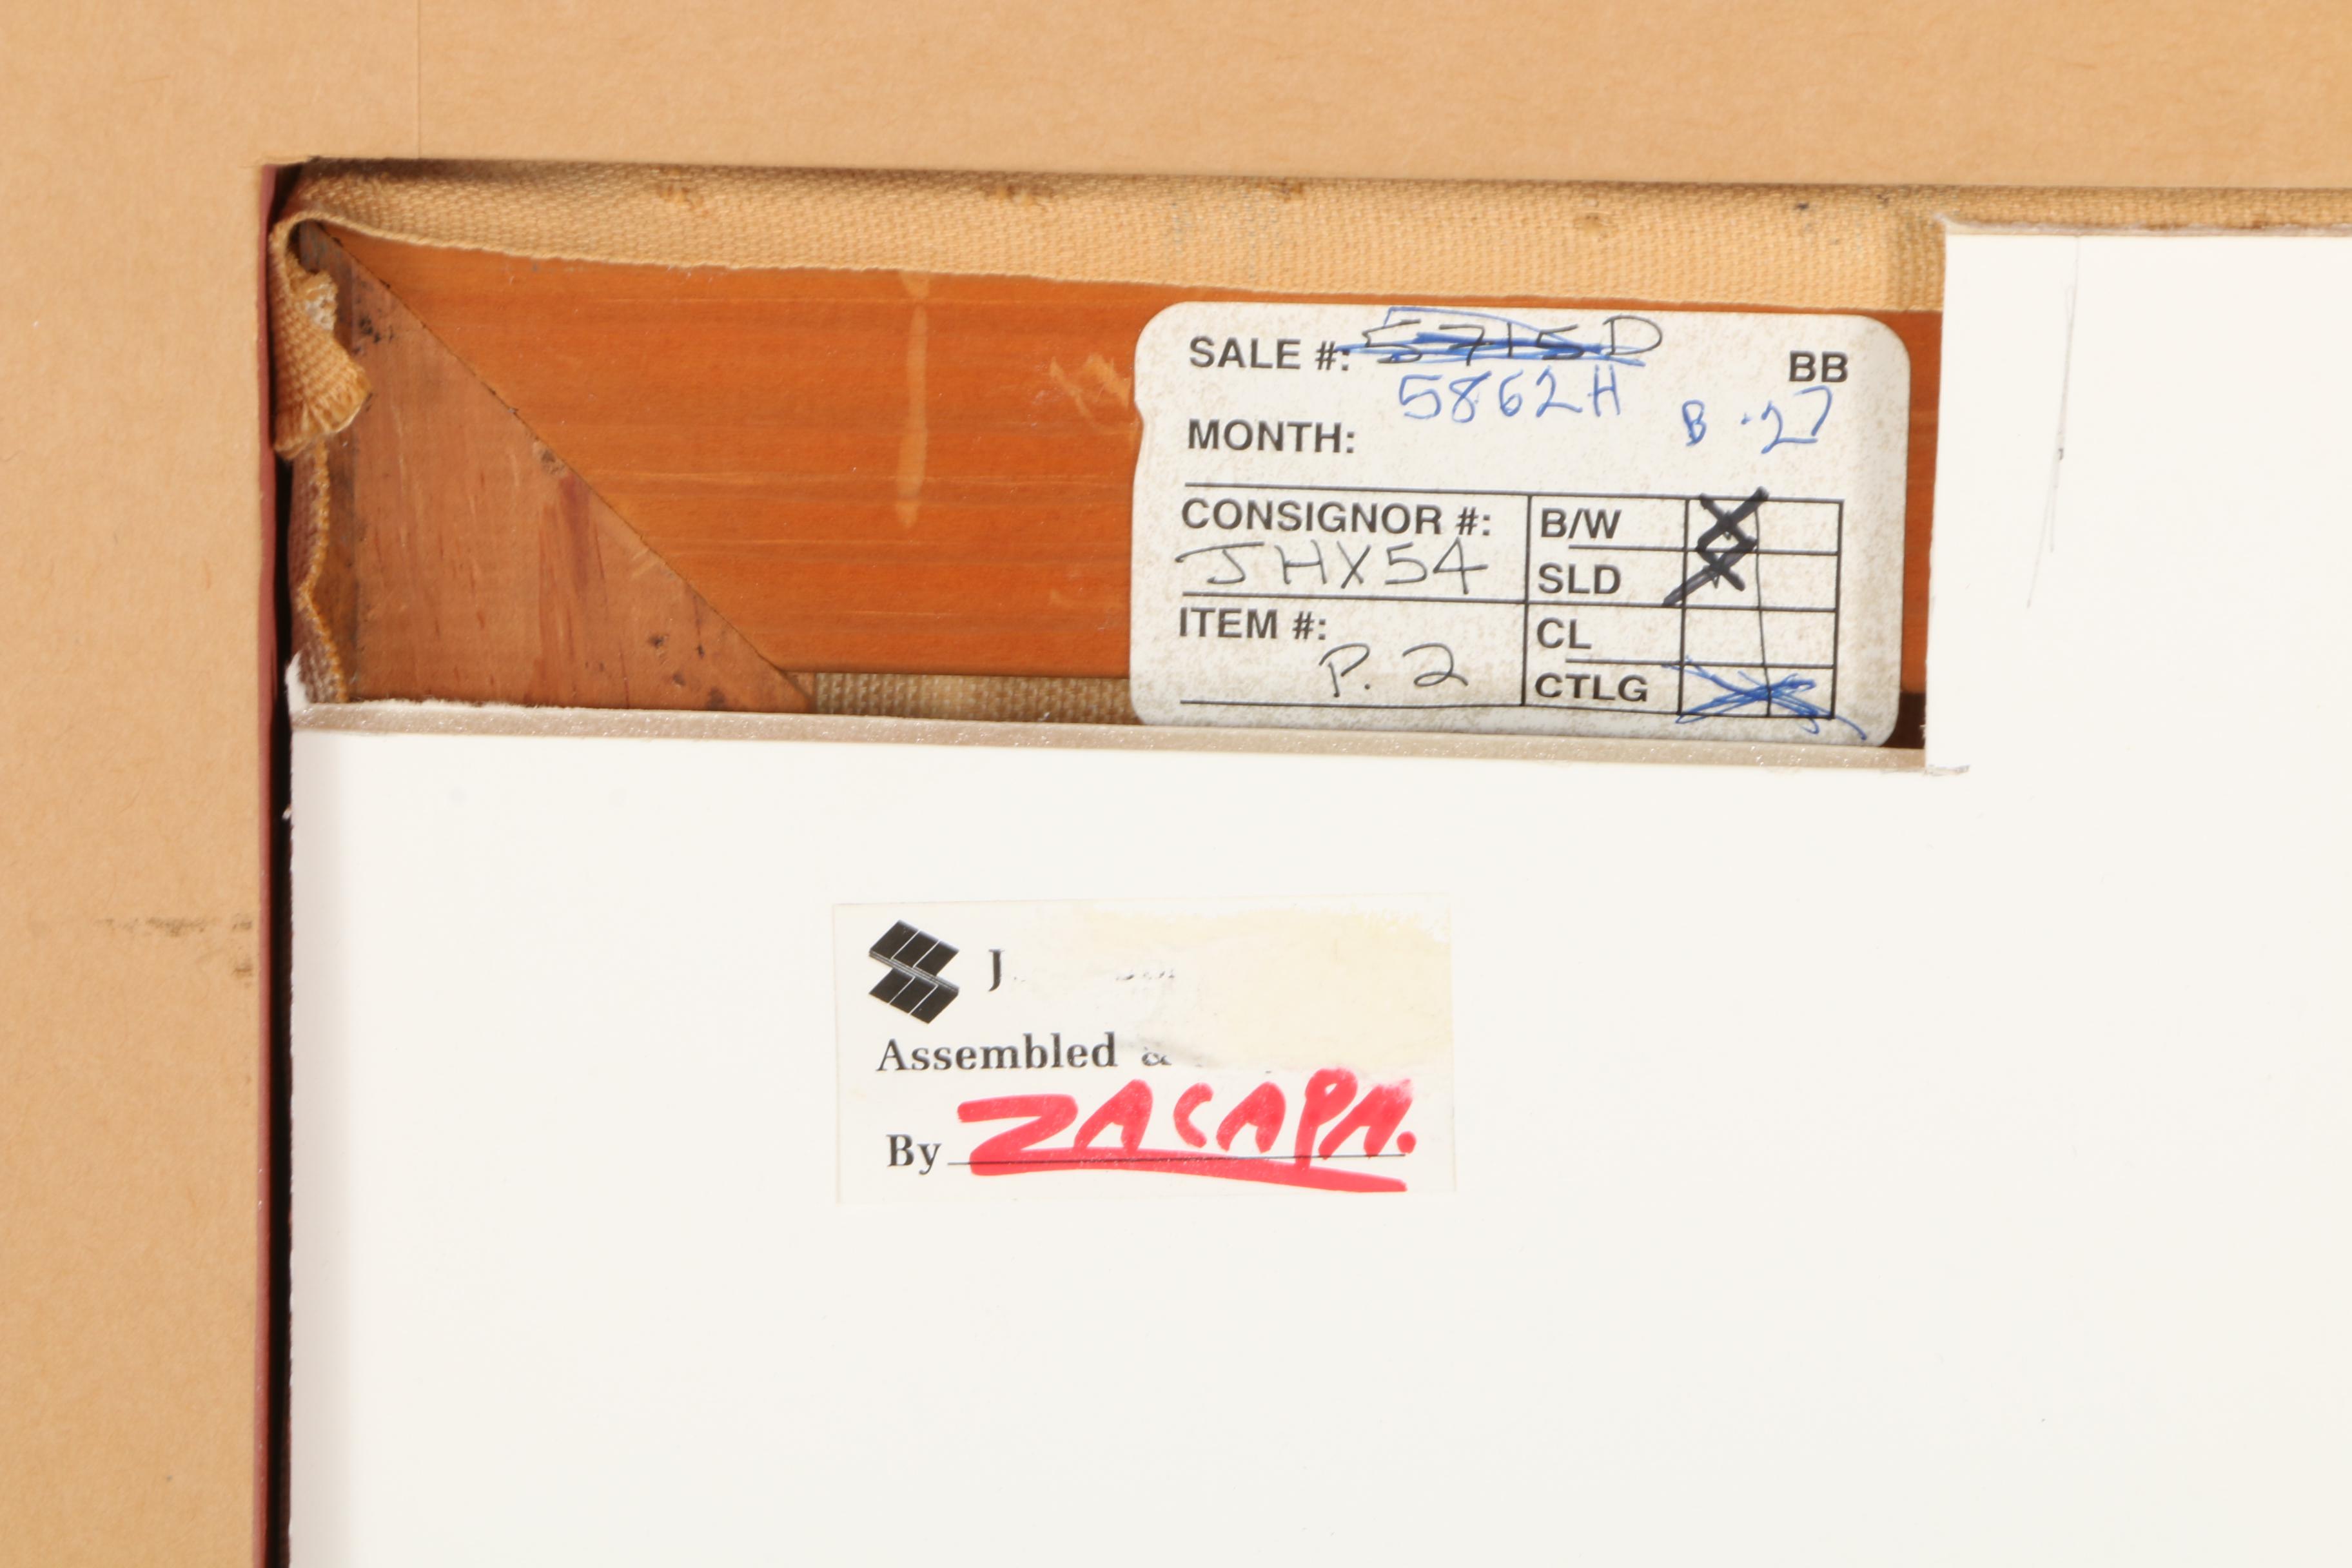 SALE #: 5715D
5862H
BB
B-27
MONTH:
CONSIGNOR #:
JHX54
B/W
SLD
ITEM #:
P. 2
CL
CTLG
J
Assembled &
By ZACAPA.